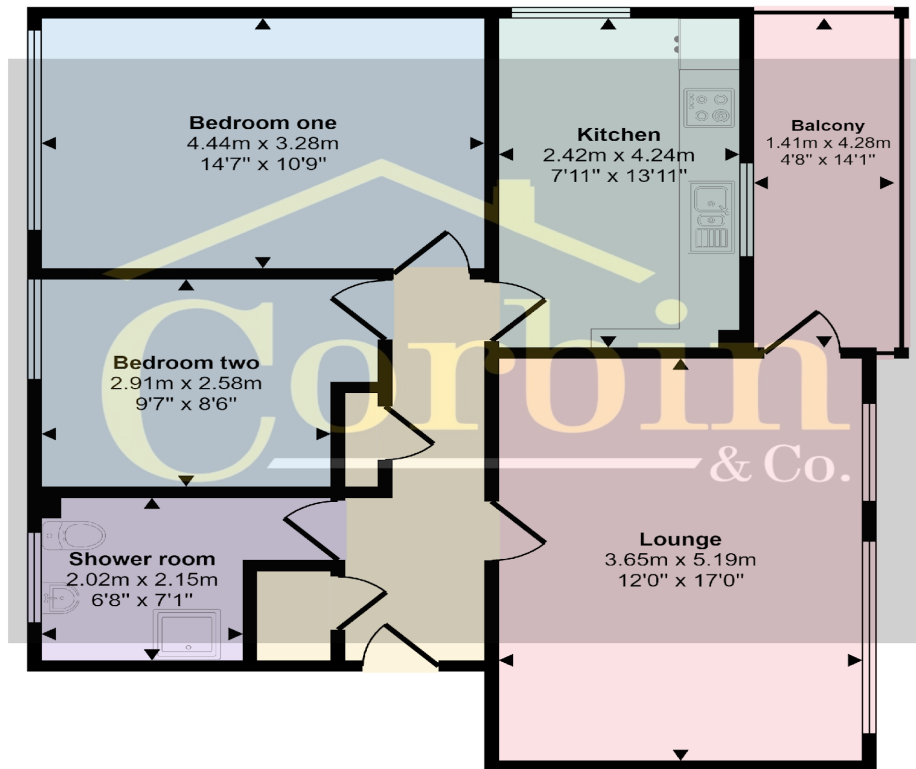 Bedroom one
4.44m x 3.28m
14'7" x 10'9"
Kitchen
2.42m x 4.24m
7'11" x 13'11"
Balcony
1.41m x 4.28m
4'8" x 14'1"
Bedroom two
2.91m x 2.58m
9'7" x 8'6"
Corbin
& Co.
Shower room
2.02m x 2.15m
6'8" x 7'1"
Lounge
3.65m x 5.19m
12'0" x 17'0"